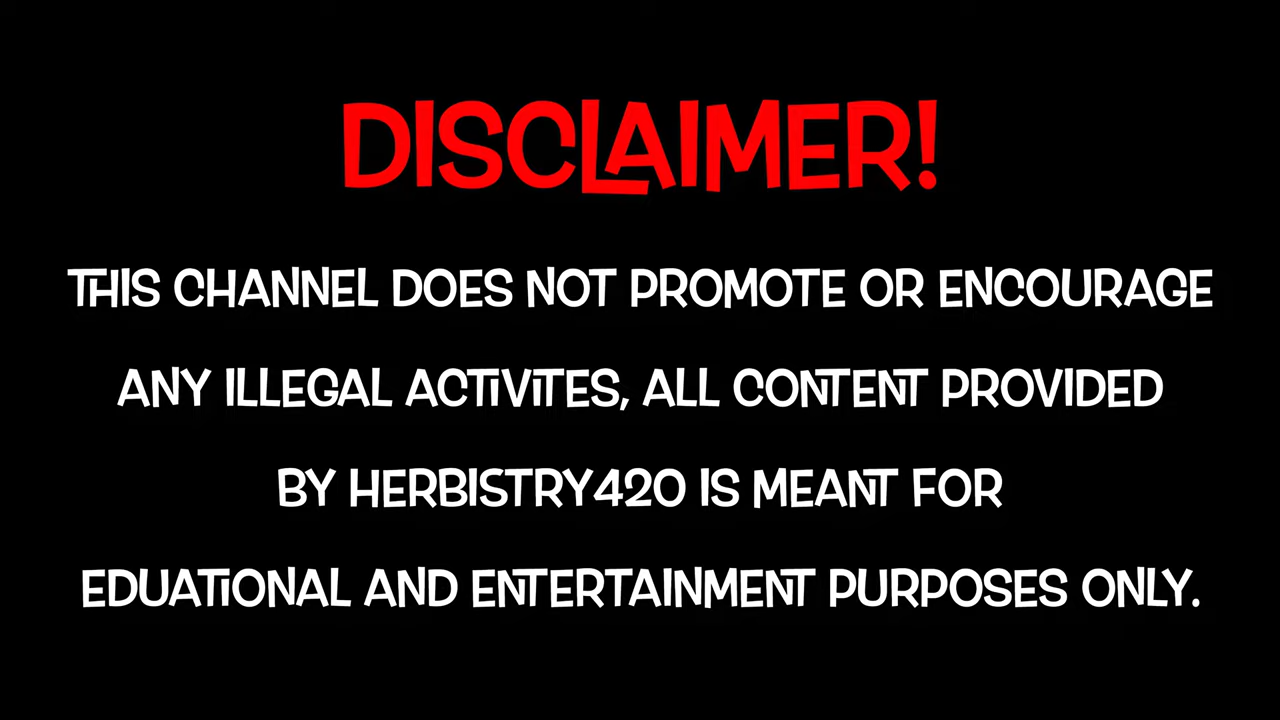 DISCLAIMER!
THIS CHANNEL DOES NOT PROMOTE OR ENCOURAGE
ANY ILLEGAL ACTIVITES, ALL CONTENT PROVIDED
BY HERBISTRY420 IS MEANT FOR
EDUATIONAL AND ENTERTAINMENT PURPOSES ONLY.